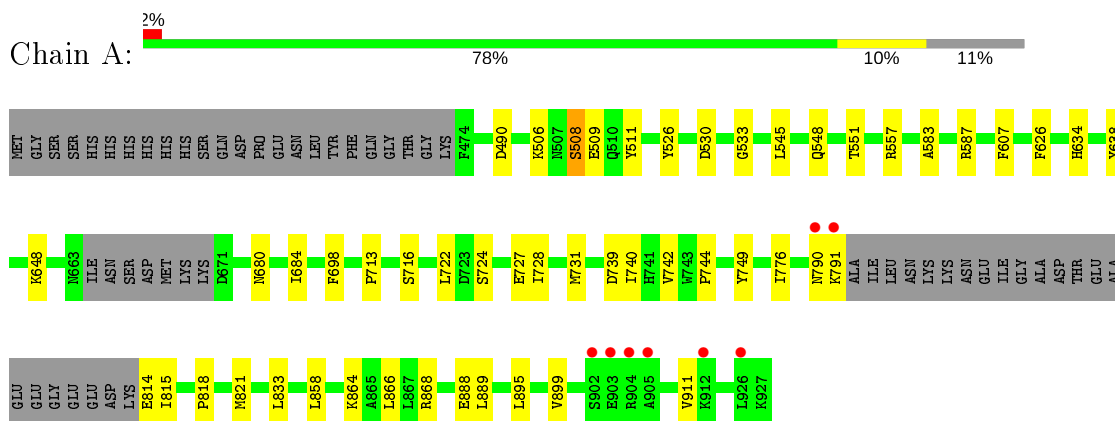 2%
Chain A:
78% 10% 11%
MET GLY SER SER HIS HIS HIS HIS HIS HIS SER GLN ASP PRO GLU ASN LEU TYR PHE GLN GLY THR GLY LYS F474 D490 K506 N507 S508 E509 Q510 Y511 Y526 D530 G533 L545 Q548 T551 R557 A583 R587 F607 F626 H634 Y638
K648 N663 ILE ASN SER ASP MET LYS LYS D671 N680 I684 F698 P713 S716 L722 D723 S724 E727 I728 M731 D739 I740 H741 V742 W743 P744 Y749 I776 N790 K791 ALA ILE LEU ASN LYS LYS ASN GLU ILE GLY ALA ASP THR GLU ALA
GLU GLU GLY GLU GLU ASP LYS E814 I815 P818 M821 L833 L858 K864 A865 L866 L867 R868 E888 L889 L895 V899 S902 E903 R904 A905 V911 K912 L926 K927